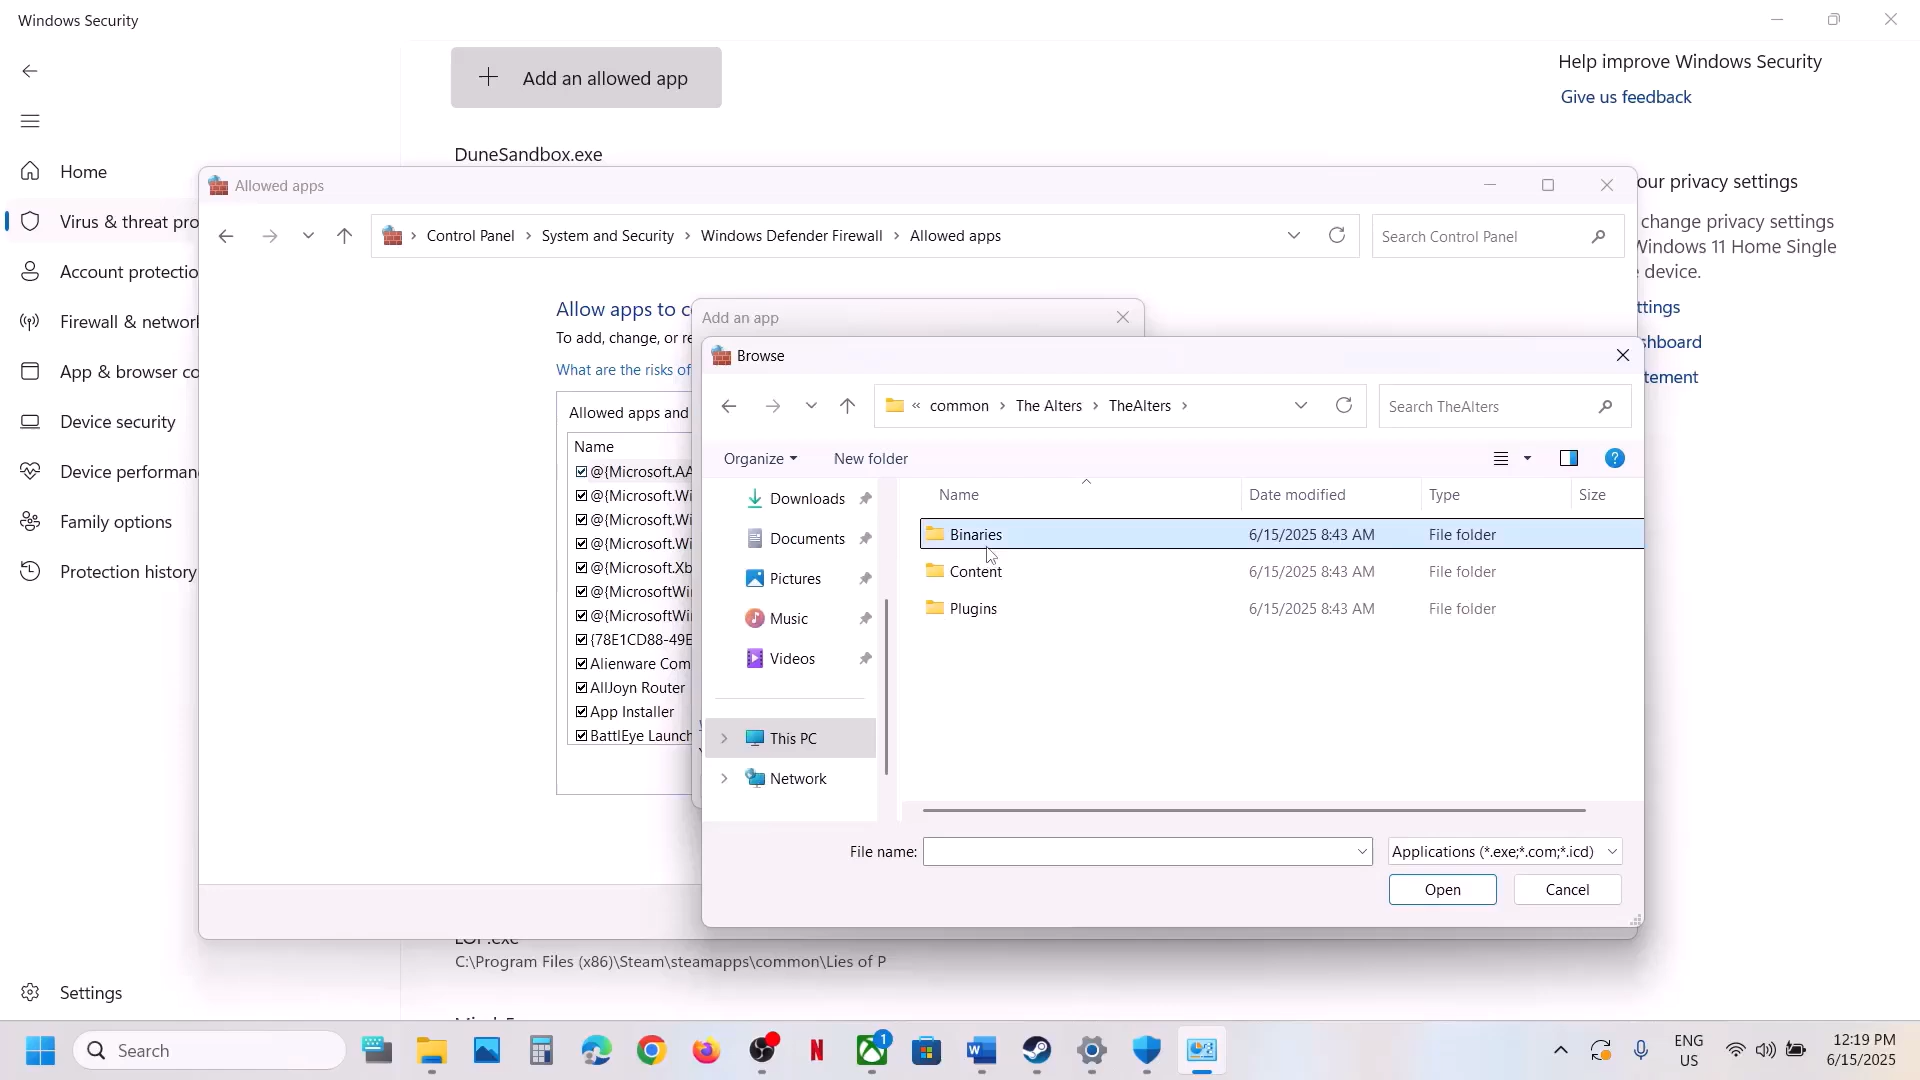 Windows Security
Add an allowed app
Help improve Windows Security
Give us feedback
Home
DuneSandbox.exe
Virus & threat pro
Account protectio
Firewall & network
App & browser co
Device security
Device performan
Family options
Protection history
Settings
Allowed apps
Control Panel › System and Security › Windows Defender Firewall › Allowed apps
Search Control Panel
our privacy settings
change privacy settings
Windows 11 Home Single
device.
ttings
shboard
tement
Allow apps to c
To add, change, or re
What are the risks of
Allowed apps and
Name
@{Microsoft.AA
@{Microsoft.Wi
@{Microsoft.Wi
@{Microsoft.Wi
@{Microsoft.Xb
@{MicrosoftWi
@{MicrosoftWi
{78E1CD88-49E
Alienware Com
AllJoyn Router
App Installer
BattlEye Launch
Add an app
Browse
« common › The Alters › TheAlters ›
Search TheAlters
Organize
New folder
Downloads
Documents
Pictures
Music
Videos
This PC
Network
Name Date modified Type Size
Binaries 6/15/2025 8:43 AM File folder
Content 6/15/2025 8:43 AM File folder
Plugins 6/15/2025 8:43 AM File folder
File name:
Applications (*.exe;*.com;*.icd)
Open
Cancel
C:\Program Files (x86)\Steam\steamapps\common\Lies of P
Search
1
ENG
US
12:19 PM
6/15/2025